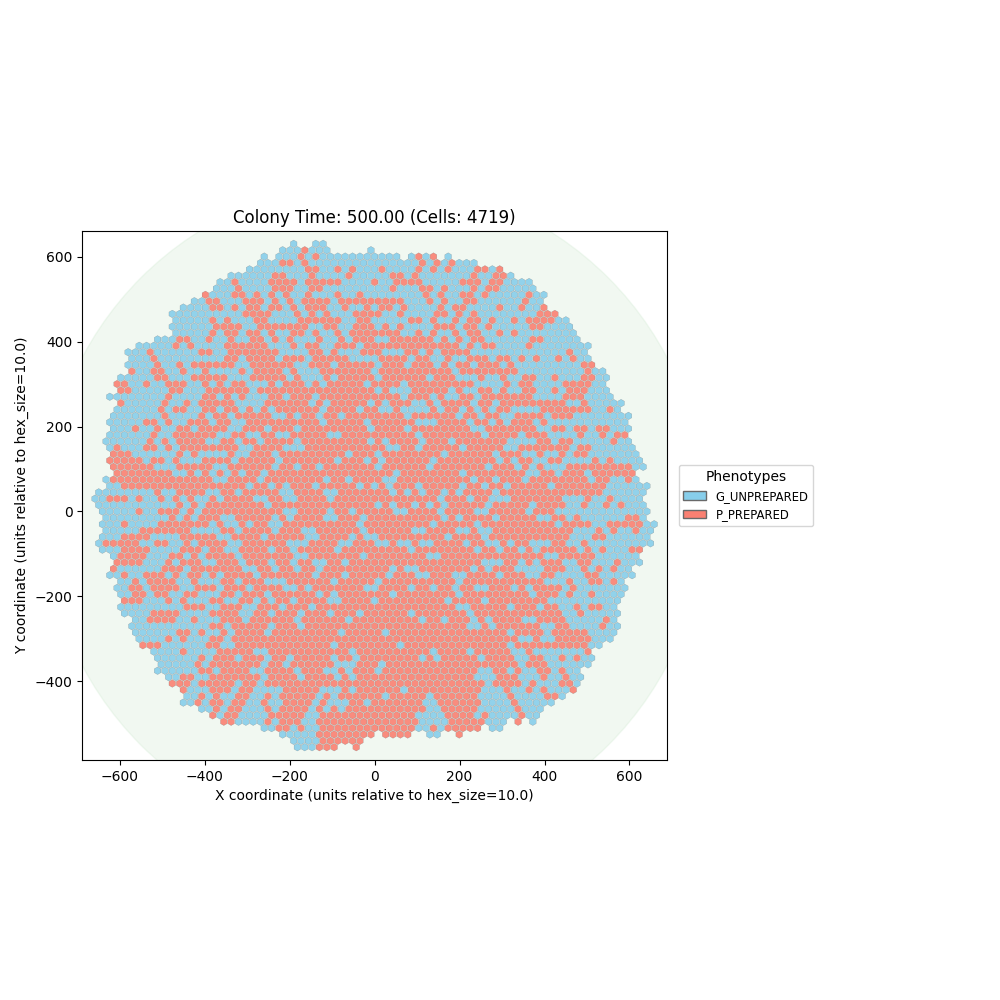 Colony Time: 500.00 (Cells: 4719)
Y coordinate (units relative to hex_size=10.0)
600
400
200
0
−200
−400
−600
−400
−200
0
200
400
600
X coordinate (units relative to hex_size=10.0)
Phenotypes
G_UNPREPARED
P_PREPARED